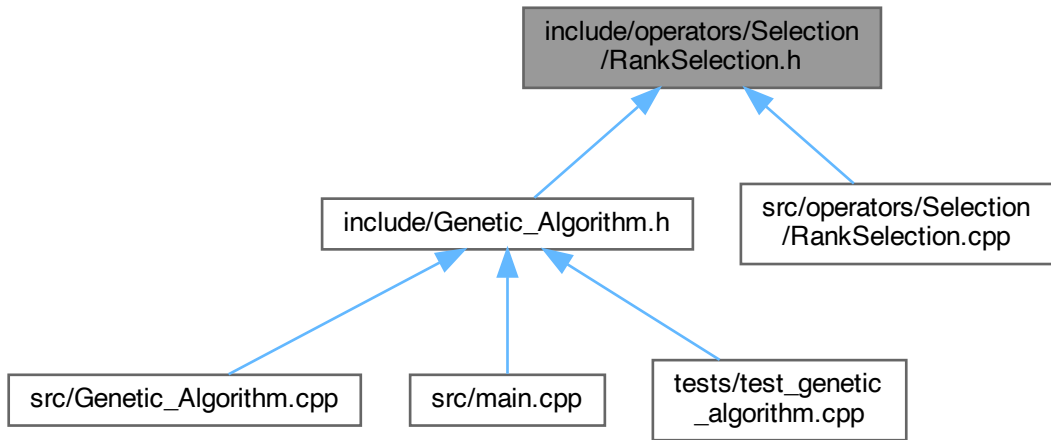 include/operators/Selection
/RankSelection.h
include/Genetic_Algorithm.h
src/operators/Selection
/RankSelection.cpp
src/Genetic_Algorithm.cpp
src/main.cpp
tests/test_genetic
_algorithm.cpp